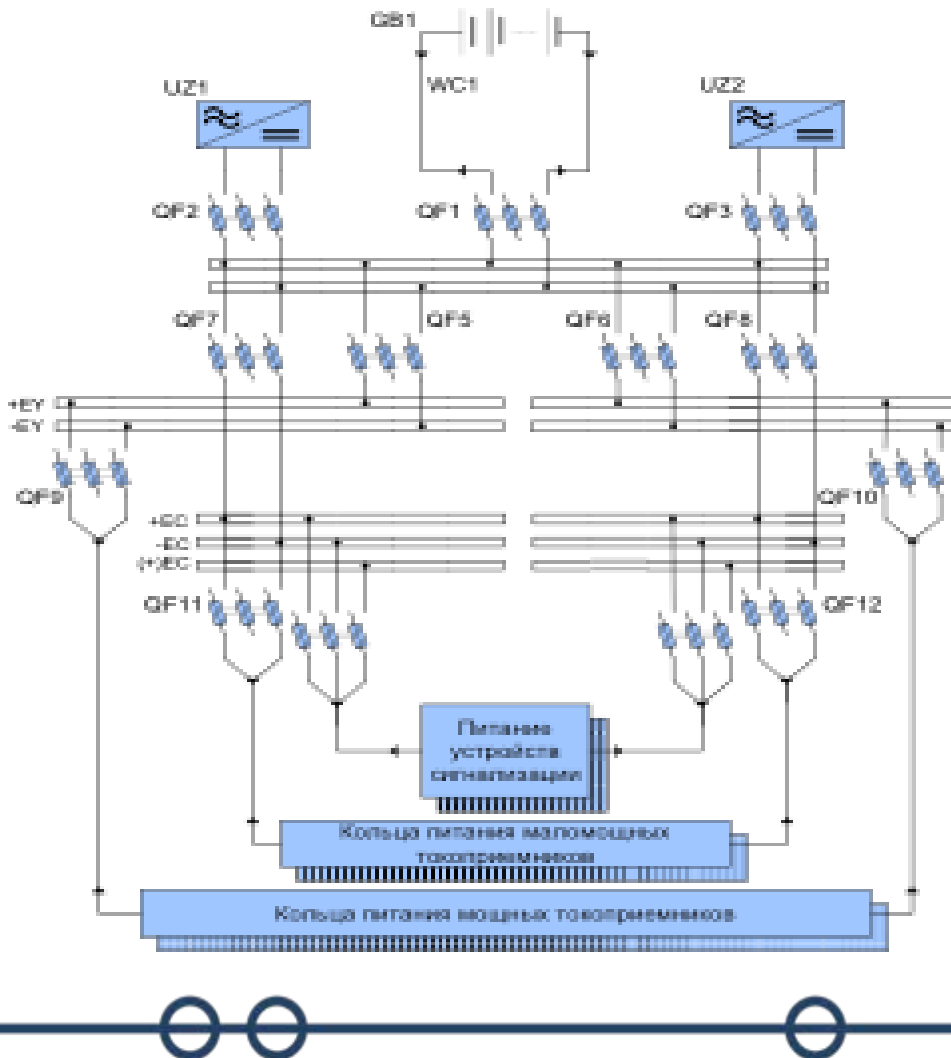 GB1
UZ1
WC1
UZ2
QF2
QF1
QF3
QF7
QF5
QF6
QF8
+EY
-EY
QF9
QF10
+EC
-EC
(+)EC
QF11
QF12
Питание
устройств
сигнализации
Кольца питания маломощных
токоприемников
Кольца питания мощных токоприемников